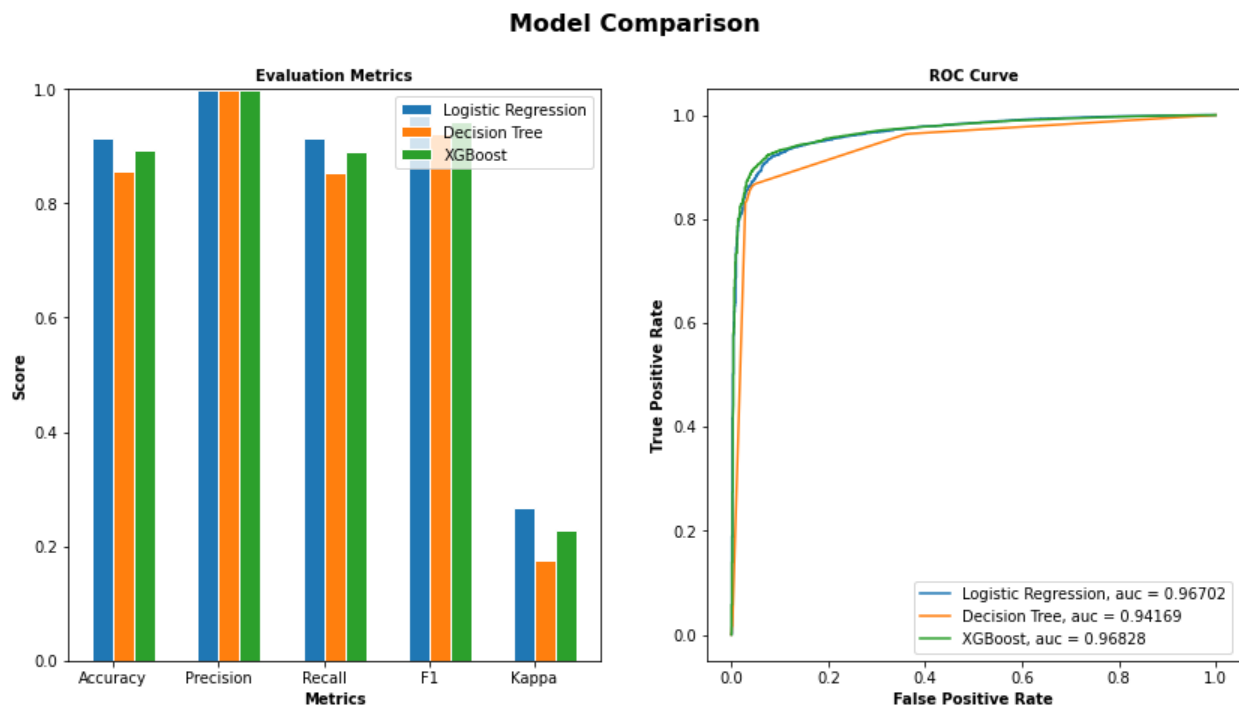 Model Comparison
Evaluation Metrics
1.0
0.8
0.6
0.4
0.2
0.0
Score
Logistic Regression
Decision Tree
XGBoost
Accuracy Precision Recall F1 Kappa
Metrics
ROC Curve
1.0
0.8
0.6
0.4
0.2
0.0
True Positive Rate
Logistic Regression, auc = 0.96702
Decision Tree, auc = 0.94169
XGBoost, auc = 0.96828
0.0 0.2 0.4 0.6 0.8 1.0
False Positive Rate